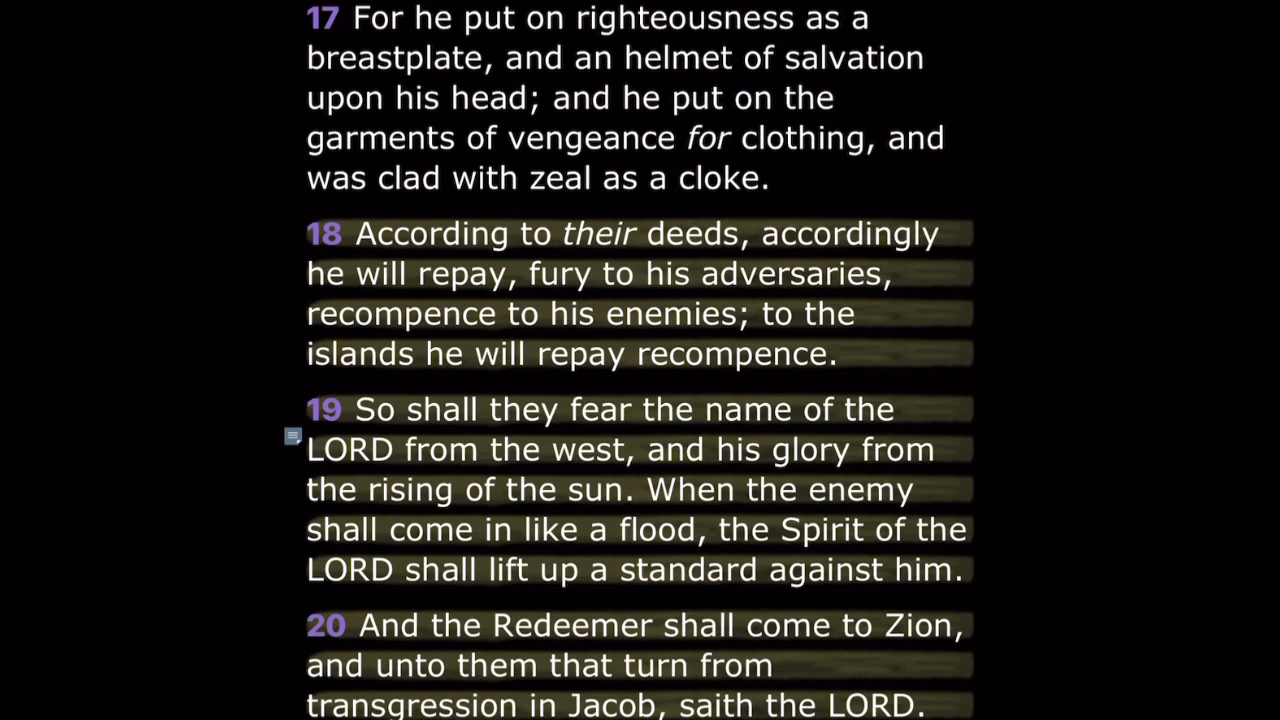 17 For he put on righteousness as a
breastplate, and an helmet of salvation
upon his head; and he put on the
garments of vengeance for clothing, and
was clad with zeal as a cloke.
18 According to their deeds, accordingly
he will repay, fury to his adversaries,
recompence to his enemies; to the
islands he will repay recompence.
19 So shall they fear the name of the
LORD from the west, and his glory from
the rising of the sun. When the enemy
shall come in like a flood, the Spirit of the
LORD shall lift up a standard against him.
20 And the Redeemer shall come to Zion,
and unto them that turn from
transgression in Jacob, saith the LORD.